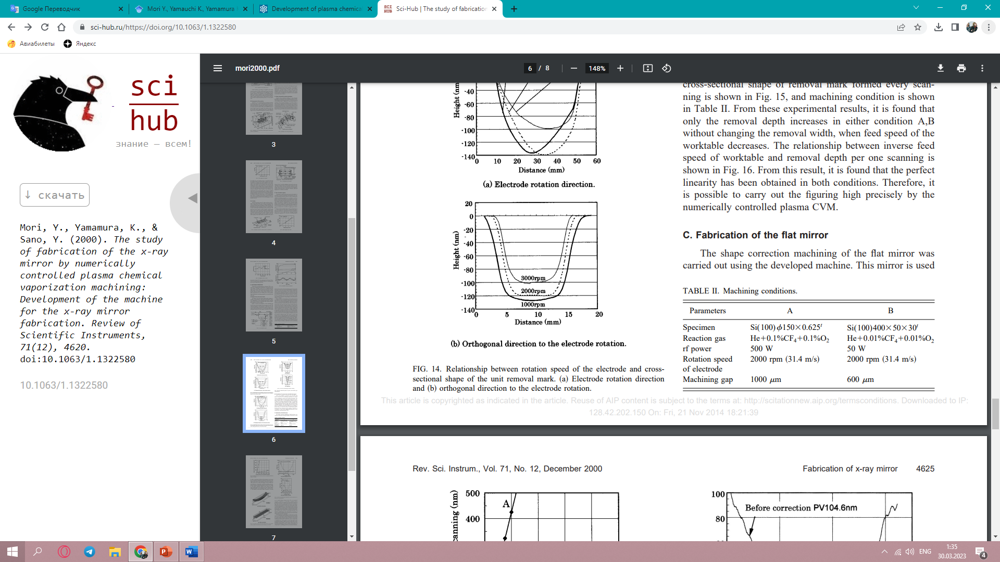 Google Переводчик
Mori Y., Yamauchi K., Yamamura
Development of plasma chemica
Sci-Hub | The study of fabrication
sci-hub.ru/https://doi.org/10.1063/1.1322580
Авиабилеты
Яндекс
sci
hub
знание — всем!
↓ скачать
Mori, Y., Yamamura, K., &
Sano, Y. (2000). The study
of fabrication of the x-ray
mirror by numerically
controlled plasma chemical
vaporization machining:
Development of the machine
for the x-ray mirror
fabrication. Review of
Scientific Instruments,
71(12), 4620.
doi:10.1063/1.1322580
10.1063/1.1322580
mori2000.pdf
6 / 8
148%
3
4
5
6
7
Height (nm)
-40
-60
-80
-100
-120
-140
0 10 20 30 40 50 60
Distance (mm)
(a) Electrode rotation direction.
20
0
-20
-40
-60
-80
-100
-120
-140
Height (nm)
3000rpm
2000rpm
1000rpm
0 5 10 15 20
Distance (mm)
(b) Orthogonal direction to the electrode rotation.
FIG. 14. Relationship between rotation speed of the electrode and cross-
sectional shape of the unit removal mark. (a) Electrode rotation direction
and (b) orthogonal direction to the electrode rotation.
cross-sectional shape of removal mark formed every scan-
ning is shown in Fig. 15, and machining condition is shown
in Table II. From these experimental results, it is found that
only the removal depth increases in either condition A,B
without changing the removal width, when feed speed of the
worktable decreases. The relationship between inverse feed
speed of worktable and removal depth per one scanning is
shown in Fig. 16. From this result, it is found that the perfect
linearity has been obtained in both conditions. Therefore, it
is possible to carry out the figuring high precisely by the
numerically controlled plasma CVM.
C. Fabrication of the flat mirror
The shape correction machining of the flat mirror was
carried out using the developed machine. This mirror is used
TABLE II. Machining conditions.
Parameters A B
Specimen Si(100)ϕ150×0.625ᵗ Si(100)400×50×30ᵗ
Reaction gas He+0.1%CF₄+0.1%O₂ He+0.01%CF₄+0.01%O₂
rf power 500 W 50 W
Rotation speed 2000 rpm (31.4 m/s) 2000 rpm (31.4 m/s)
of electrode
Machining gap 1000 μm 600 μm
This article is copyrighted as indicated in the article. Reuse of AIP content is subject to the terms at: http://scitationnew.aip.org/termsconditions. Downloaded to IP:
128.42.202.150 On: Fri, 21 Nov 2014 18:21:39
Rev. Sci. Instrum., Vol. 71, No. 12, December 2000
Fabrication of x-ray mirror 4625
canning (nm)
500
400
A
100
80
Before correction PV104.6nm
ENG
1:35
30.03.2023
4